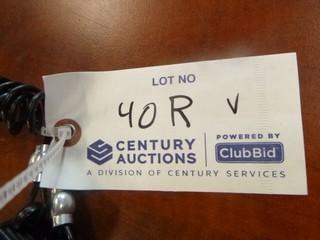 LOT NO
40R V
CENTURY
AUCTIONS
POWERED BY
ClubBid
A DIVISION OF CENTURY SERVICES